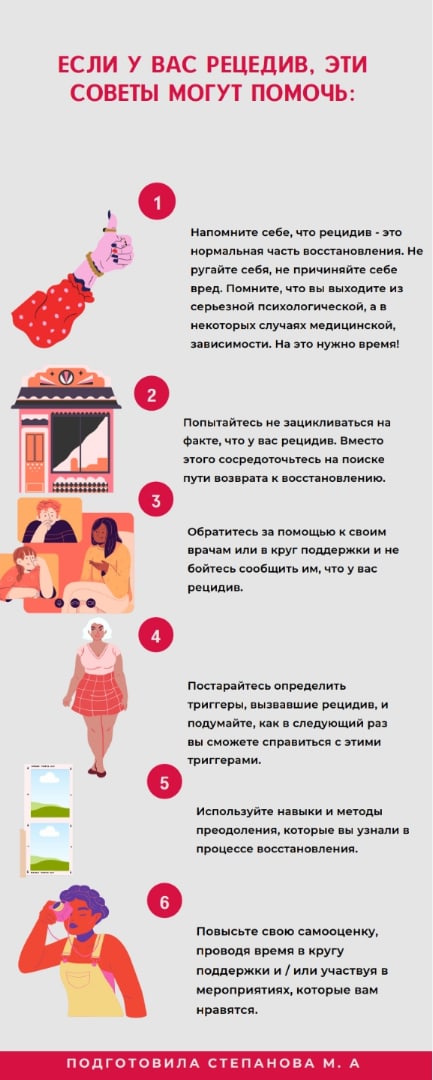 ЕСЛИ У ВАС РЕЦЕДИВ, ЭТИ
СОВЕТЫ МОГУТ ПОМОЧЬ:
1
Напомните себе, что рецидив - это
нормальная часть восстановления. Не
ругайте себя, не причиняйте себе
вред. Помните, что вы выходите из
серьезной психологической, а в
некоторых случаях медицинской,
зависимости. На это нужно время!
2
Попытайтесь не зацикливаться на
факте, что у вас рецидив. Вместо
этого сосредоточьтесь на поиске
пути возврата к восстановлению.
3
Обратитесь за помощью к своим
врачам или в круг поддержки и не
бойтесь сообщить им, что у вас
рецидив.
4
Постарайтесь определить
триггеры, вызвавшие рецидив, и
подумайте, как в следующий раз
вы сможете справиться с этими
триггерами.
5
Используйте навыки и методы
преодоления, которые вы узнали в
процессе восстановления.
6
Повысьте свою самооценку,
проводя время в кругу
поддержки и / или участвуя в
мероприятиях, которые вам
нравятся.
ПОДГОТОВИЛА СТЕПАНОВА М. А